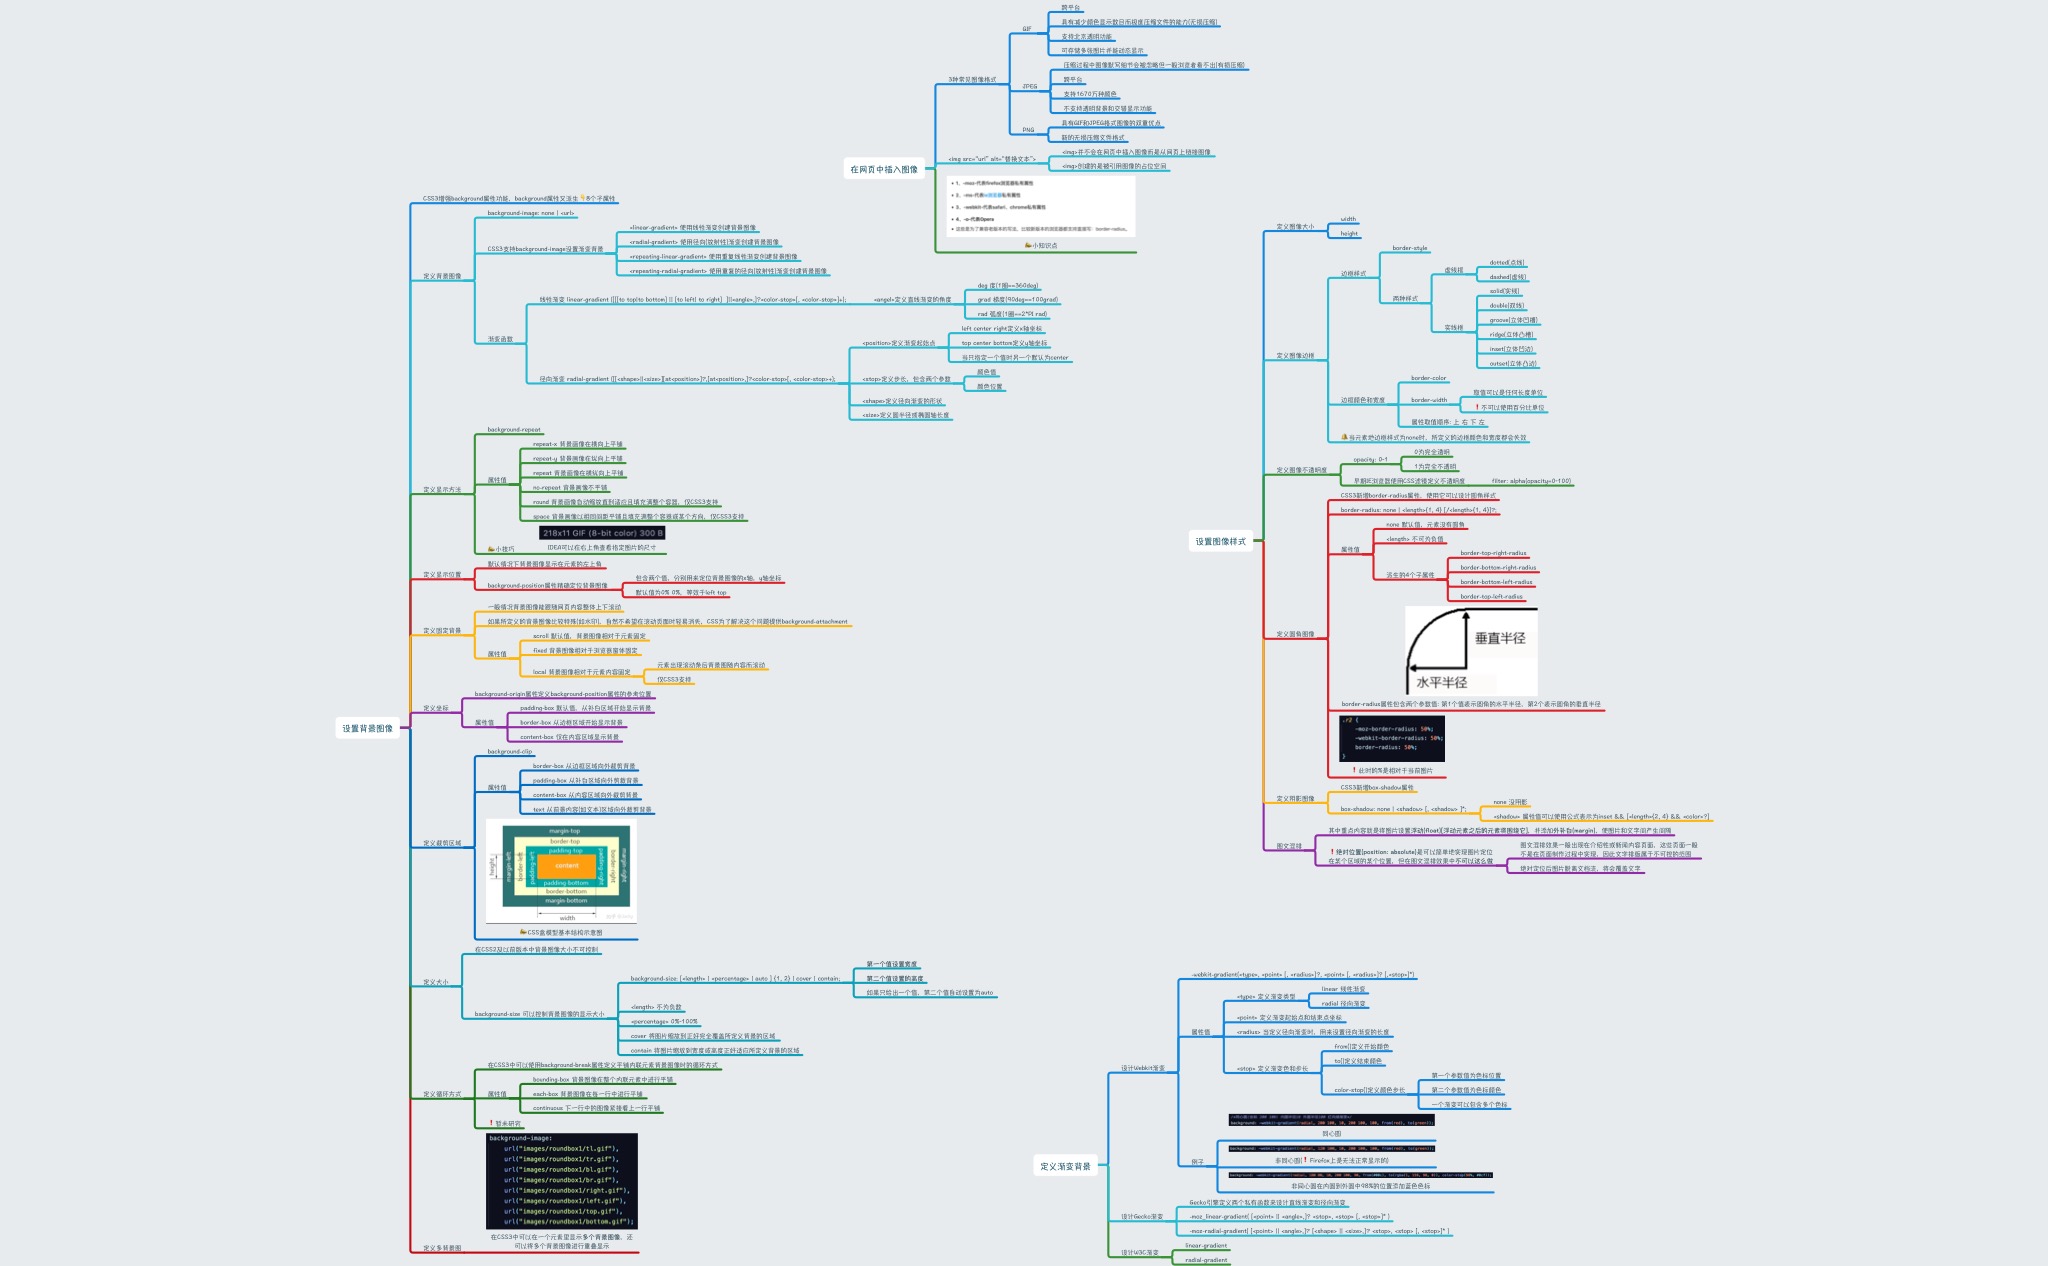 在网页中插入图像
3种常见图像格式
GIF
跨平台
具有减少颜色显示数目而极度压缩文件的能力(无损压缩)
支持北京透明功能
可存储多张图片并能动态显示
JPEG
压缩过程中图像默写细节会被忽略但一般浏览者看不出(有损压缩)
跨平台
支持1670万种颜色
不支持透明背景和交错显示功能
PNG
具有GIF和JPEG格式图像的双重优点
新的无损压缩文件格式
<img src="url" alt="替换文本">
<img>并不会在网页中插入图像而是从网页上链接图像
<img>创建的是被引用图像的占位空间
1、-moz-代表firefox浏览器私有属性
2、-ms-代表ie浏览器私有属性
3、-webkit-代表safari、chrome私有属性
4、-o-代表Opera
小知识点
设置背景图像
CSS3增强background属性功能，background属性又派生8个子属性
定义背景图像
background-image: none | <url>
CSS3支持background-image设置渐变背景
<linear-gradient> 使用线性渐变创建背景图像
<radial-gradient> 使用径向(放射性)渐变创建背景图像
<repeating-linear-gradient> 使用重复线性渐变创建背景图像
<repeating-radial-gradient> 使用重复的径向(放射性)渐变创建背景图像
渐变函数
线性渐变 linear-gradient ([[[to top|to bottom] || [to left| to right] ]||<angle>,]?<color-stop>[, <color-stop>]+);
<angel>定义直线渐变的角度
deg 度(1圈==360deg)
grad 梯度(90deg==100grad)
rad 弧度(1圈==2*PI rad)
径向渐变 radial-gradient ([[<shape>||<size>][at<position>]?,|at<position>,]?<color-stop>[, <color-stop>+);
<position>定义渐变起始点
left center right定义x轴坐标
top center bottom定义y轴坐标
当只指定一个值时另一个默认为center
<stop>定义步长，包含两个参数
颜色值
颜色位置
<shape>定义径向渐变的形状
<size>定义圆半径或椭圆轴长度
定义显示方法
background-repeat
属性值
repeat-x 背景画像在横向上平铺
repeat-y 背景画像在纵向上平铺
repeat 背景画像在横纵向上平铺
no-repeat 背景画像不平铺
round 背景画像自动缩放直到适应且填充满整个容器，仅CSS3支持
space 背景画像以相同间距平铺且填充满整个容器或某个方向，仅CSS3支持
218x11 GIF (8-bit color) 300 B
小技巧
IDEA可以在右上角查看指定图片的尺寸
定义显示位置
默认情况下背景图像显示在元素的左上角
background-position属性精确定位背景图像
包含两个值，分别用来定位背景图像的x轴，y轴坐标
默认值为0% 0%，等效于left top
定义固定背景
一般情况背景图像能跟随网页内容整体上下滚动
如果所定义的背景图像比较特殊(如水印)，自然不希望在滚动页面时轻易消失，CSS为了解决这个问题提供background-attachment
属性值
scroll 默认值，背景图像相对于元素固定
fixed 背景图像相对于浏览器窗体固定
local 背景图像相对于元素内容固定
元素出现滚动条后背景图随内容而滚动
仅CSS3支持
定义坐标
background-origin属性定义background-position属性的参考位置
属性值
padding-box 默认值，从补白区域开始显示背景
border-box 从边框区域开始显示背景
content-box 仅在内容区域显示背景
定义裁剪区域
background-clip
属性值
border-box 从边框区域向外裁剪背景
padding-box 从补白区域向外剪裁背景
content-box 从内容区域向外裁剪背景
text 从前景内容(如文本)区域向外裁剪背景
margin-top
border-top
padding-top
content
padding-bottom
border-bottom
margin-bottom
height
margin-left
border-left
padding-left
padding-right
border-right
margin-right
width
CSS盒模型基本结构示意图
定义大小
在CSS2及以前版本中背景图像大小不可控制
background-size 可以控制背景图像的显示大小
background-size: [<length> | <percentage> | auto ] {1, 2} | cover | contain;
第一个值设置宽度
第二个值设置的高度
如果只给出一个值，第二个值自动设置为auto
<length> 不为负数
<percentage> 0%-100%
cover 将图片缩放到正好完全覆盖所定义背景的区域
contain 将图片缩放到宽度或高度正好适应所定义背景的区域
定义循环方式
在CSS3中可以使用background-break属性定义平铺内联元素背景图像时的循环方式
属性值
bounding-box 背景图像在整个内联元素中进行平铺
each-box 背景图像在每一行中进行平铺
continuous 下一行中的图像紧接着上一行平铺
暂未研究
定义多背景图
background-image:
url("images/roundbox1/tl.gif"),
url("images/roundbox1/tr.gif"),
url("images/roundbox1/bl.gif"),
url("images/roundbox1/br.gif"),
url("images/roundbox1/right.gif"),
url("images/roundbox1/left.gif"),
url("images/roundbox1/top.gif"),
url("images/roundbox1/bottom.gif");
在CSS3中可以在一个元素里显示多个背景图像，还
可以将多个背景图像进行重叠显示
设置图像样式
定义图像大小
width
height
定义图像边框
边框样式
border-style
两种样式
虚线框
dotted(点线)
dashed(虚线)
实线框
solid(实线)
double(双线)
groove(立体凹槽)
ridge(立体凸槽)
inset(立体凹边)
outset(立体凸边)
边框颜色和宽度
border-color
border-width
取值可以是任何长度单位
不可以使用百分比单位
属性取值顺序: 上 右 下 左
当元素地边框样式为none时，所定义的边框颜色和宽度都会失效
定义图像不透明度
opacity: 0-1
0为完全透明
1为完全不透明
早期IE浏览器使用CSS滤镜定义不透明度
filter: alpha(opacity=0-100)
定义圆角图像
CSS3新增border-radius属性，使用它可以设计圆角样式
border-radius: none | <length>{1, 4} [/<length>{1, 4}]?;
属性值
none 默认值，元素没有圆角
<length> 不可为负值
派生的4个子属性
border-top-right-radius
border-bottom-right-radius
border-bottom-left-radius
border-top-left-radius
垂直半径
水平半径
border-radius属性包含两个参数值: 第1个值表示圆角的水平半径，第2个表示圆角的垂直半径
.r2 {
-moz-border-radius: 50%;
-webkit-border-radius: 50%;
border-radius: 50%;
}
此时的%是相对于当前图片
定义阴影图像
CSS3新增box-shadow属性
box-shadow: none | <shadow> [, <shadow> ]*;
none 没阴影
<shadow> 属性值可以使用公式表示为inset && [<length>{2, 4} && <color>?]
图文混排
其中重点内容就是将图片设置浮动(float)(浮动元素之后的元素将围绕它)，并添加外补白(margin)，使图片和文字间产生间隔
绝对位置(position: absolute)是可以简单地实现图片定位
在某个区域的某个位置，但在图文混排效果中不可以这么做
图文混排效果一般出现在介绍性或新闻内容页面，这些页面一般
不是在页面制作过程中实现，因此文字排版属于不可控的范围
绝对定位后图片脱离文档流，将会覆盖文字
定义渐变背景
设计Webkit渐变
-webkit-gradient(<type>, <point> [, <radius>]?, <point> [, <radius>]? [,<stop>]*)
属性值
<type> 定义渐变类型
linear 线性渐变
radial 径向渐变
<point> 定义渐变起始点和结束点坐标
<radius> 当定义径向渐变时，用来设置径向渐变的长度
<stop> 定义渐变色和步长
from()定义开始颜色
to()定义结束颜色
color-stop()定义颜色步长
第一个参数值为色标位置
第二个参数值为色标颜色
一个渐变可以包含多个色标
例子
同心圆
非同心圆(Firefox上是无法正常显示的)
非同心圆在内圆到外圆中98%的位置添加蓝色色标
设计Gecko渐变
Gecko引擎定义两个私有函数来设计直线渐变和径向渐变
-moz_linear-gradient( [<point> || <angle>,]? <stop>, <stop> [, <stop>]* )
-moz-radial-gradient( [<point> || <angle>,]? [<shape> || <size>,]? <stop>, <stop> [, <stop>]* )
设计W3C渐变
linear-gradient
radial-gradient